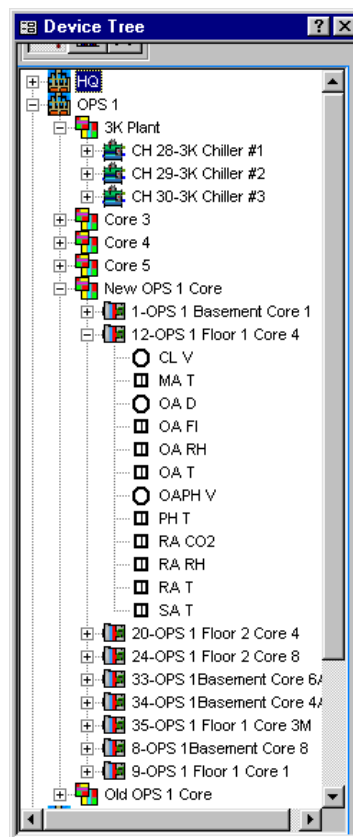 Device Tree
HQ
OPS 1
3K Plant
CH 28-3K Chiller #1
CH 29-3K Chiller #2
CH 30-3K Chiller #3
Core 3
Core 4
Core 5
New OPS 1 Core
1-OPS 1 Basement Core 1
12-OPS 1 Floor 1 Core 4
CL V
MA T
OA D
OA Fl
OA RH
OA T
OAPH V
PH T
RA CO2
RA RH
RA T
SA T
20-OPS 1 Floor 2 Core 4
24-OPS 1 Floor 2 Core 8
33-OPS 1Basement Core 6A
34-OPS 1Basement Core 4A
35-OPS 1 Floor 1 Core 3M
8-OPS 1Basement Core 8
9-OPS 1 Floor 1 Core 1
Old OPS 1 Core